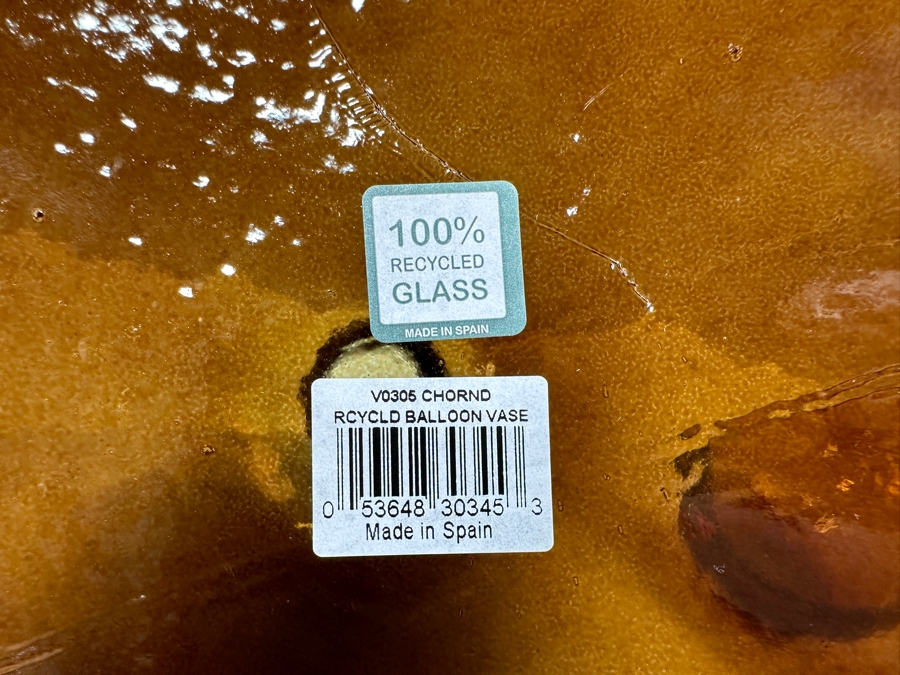 100%
RECYCLED
GLASS
MADE IN SPAIN
V0305 CHORND
RCYCLD BALLOON VASE
0 53648 30345 3
Made in Spain